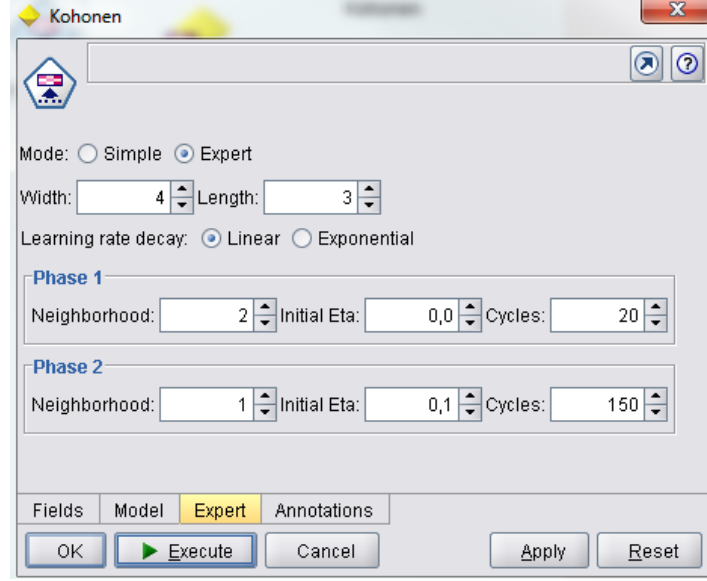 Kohonen
Mode: Simple Expert
Width: 4 Length: 3
Learning rate decay: Linear Exponential
Phase 1
Neighborhood: 2 Initial Eta: 0,0 Cycles: 20
Phase 2
Neighborhood: 1 Initial Eta: 0,1 Cycles: 150
Fields Model Expert Annotations
OK Execute Cancel Apply Reset